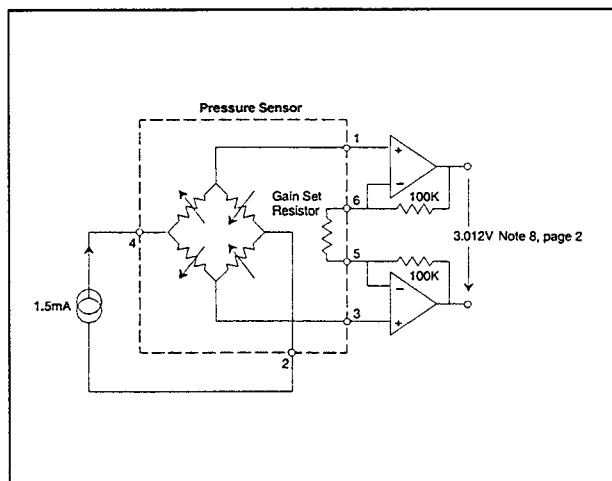 Pressure Sensor
1
+
−
6
100K
Gain Set
Resistor
4
3.012V Note 8, page 2
5
100K
1.5mA
−
3
+
2